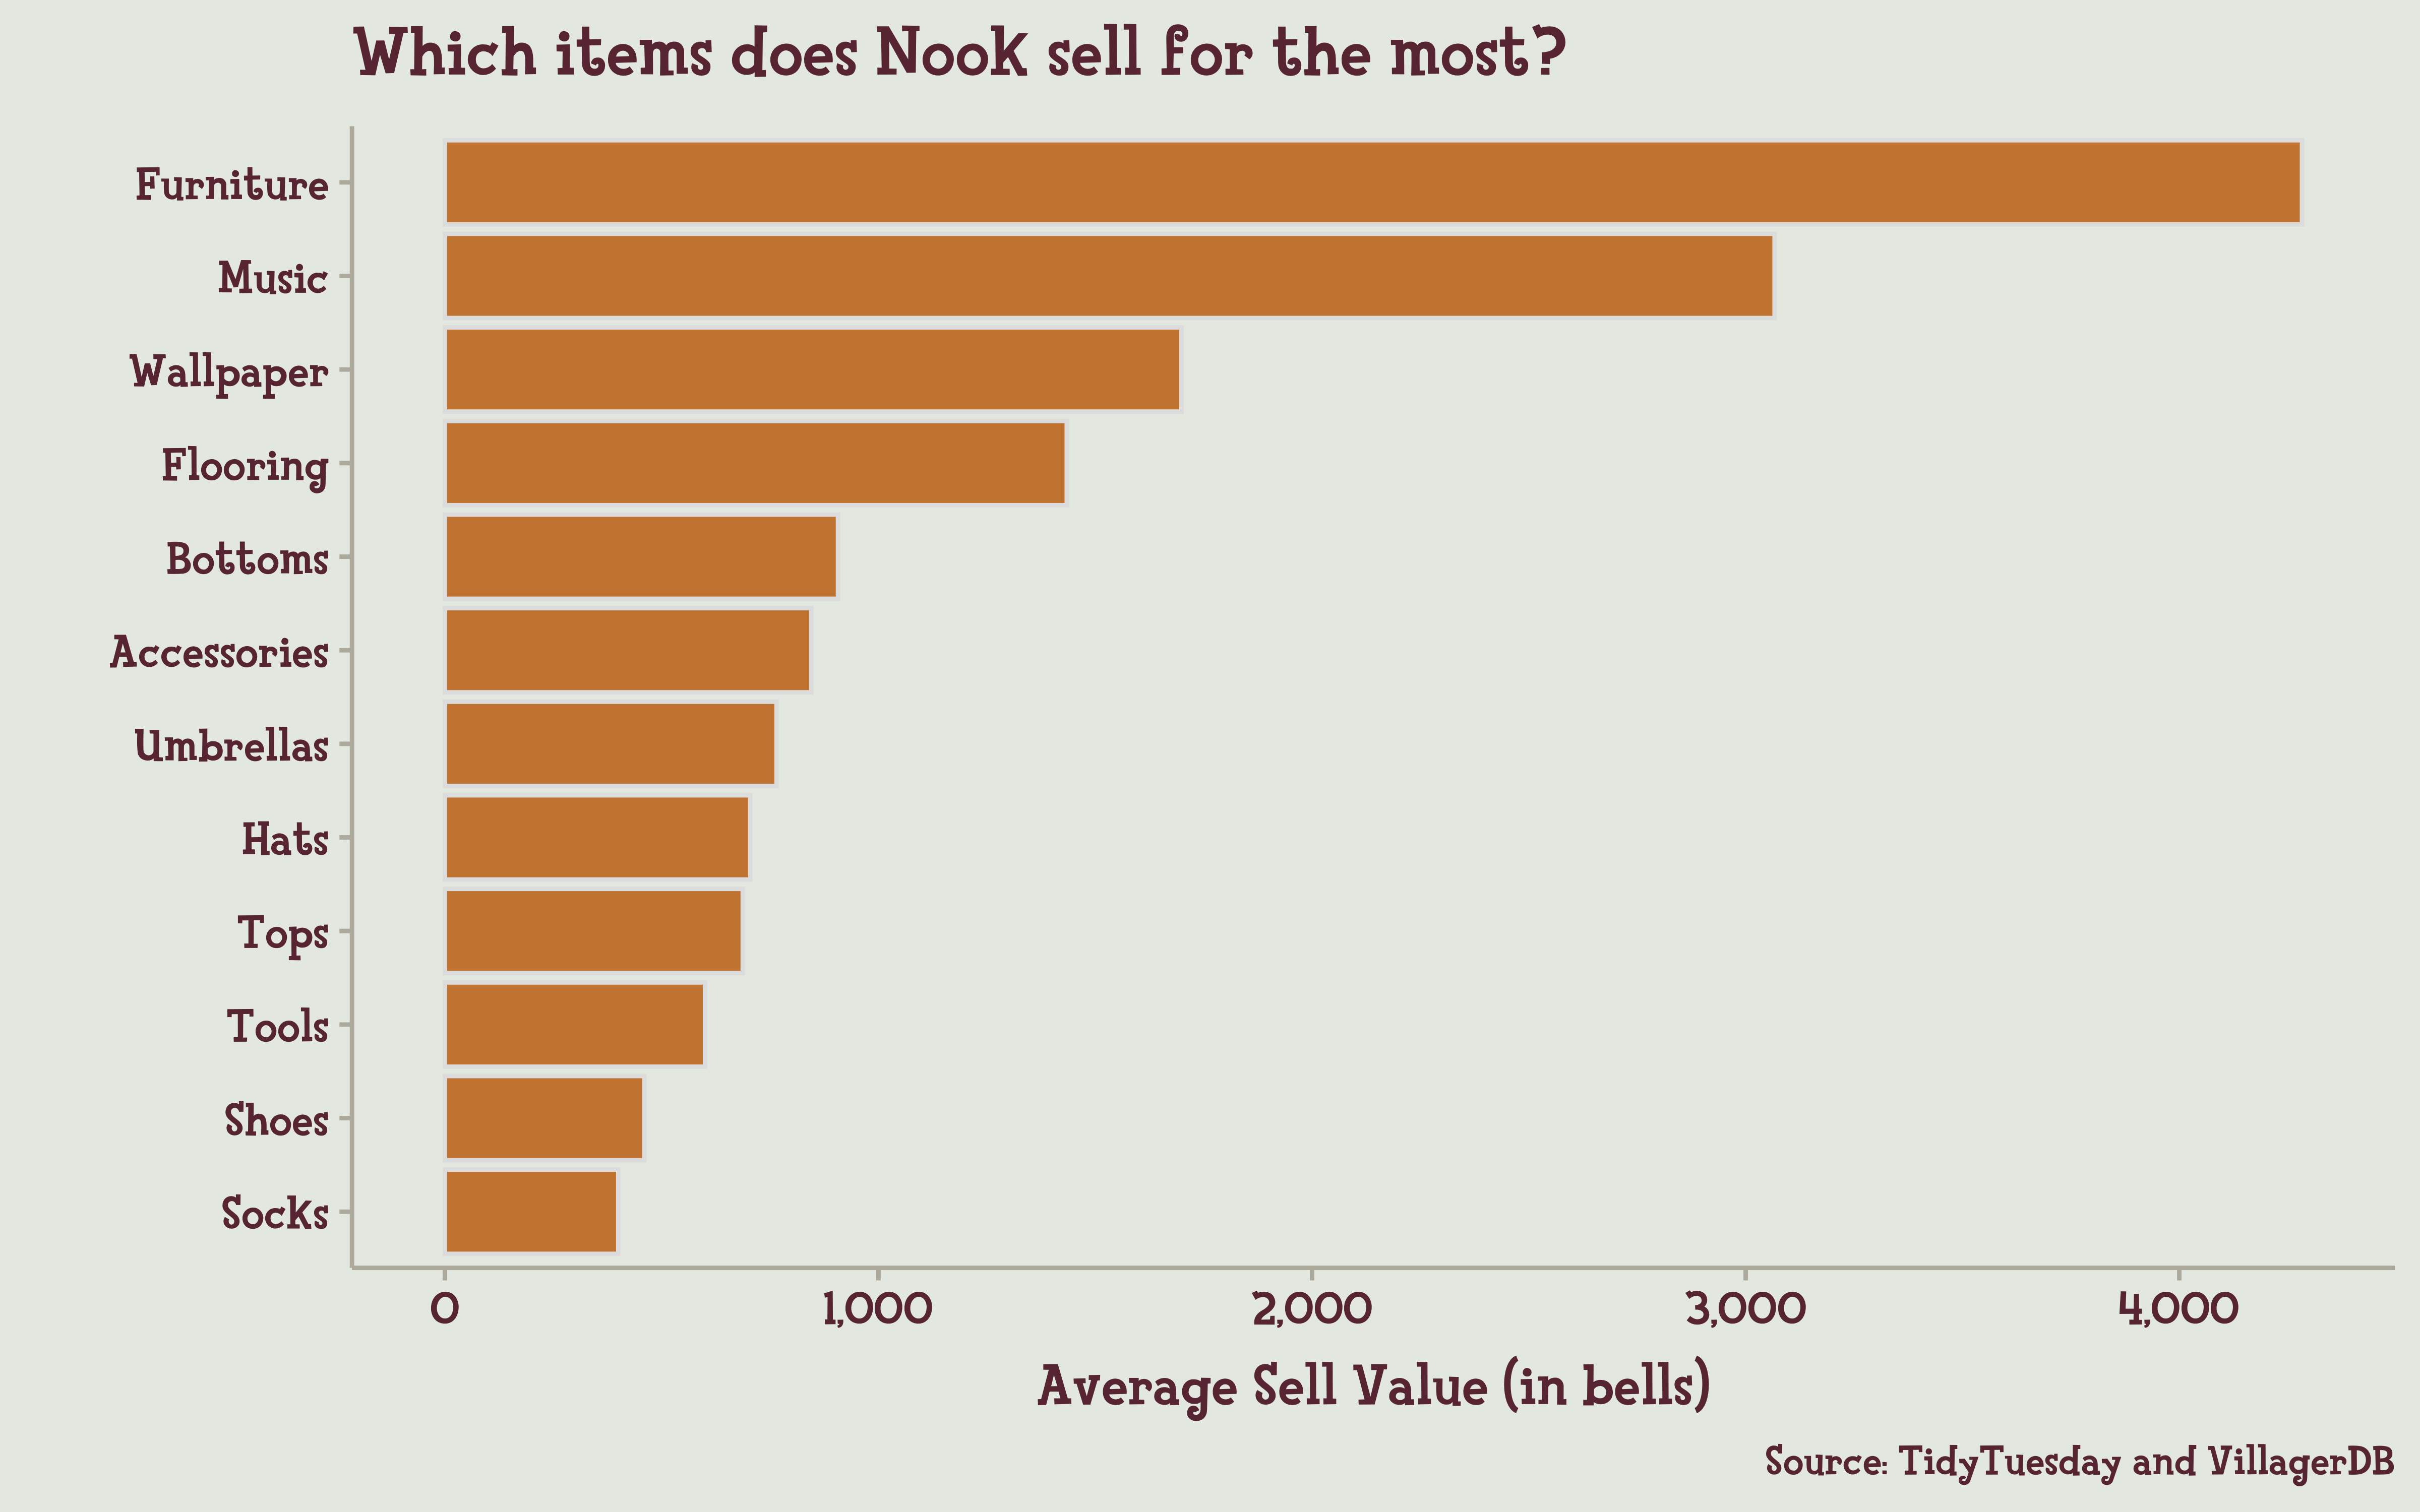 Which items does Nook sell for the most?
Furniture
Music
Wallpaper
Flooring
Bottoms
Accessories
Umbrellas
Hats
Tops
Tools
Shoes
Socks
0 1,000 2,000 3,000 4,000
Average Sell Value (in bells)
Source: TidyTuesday and VillagerDB